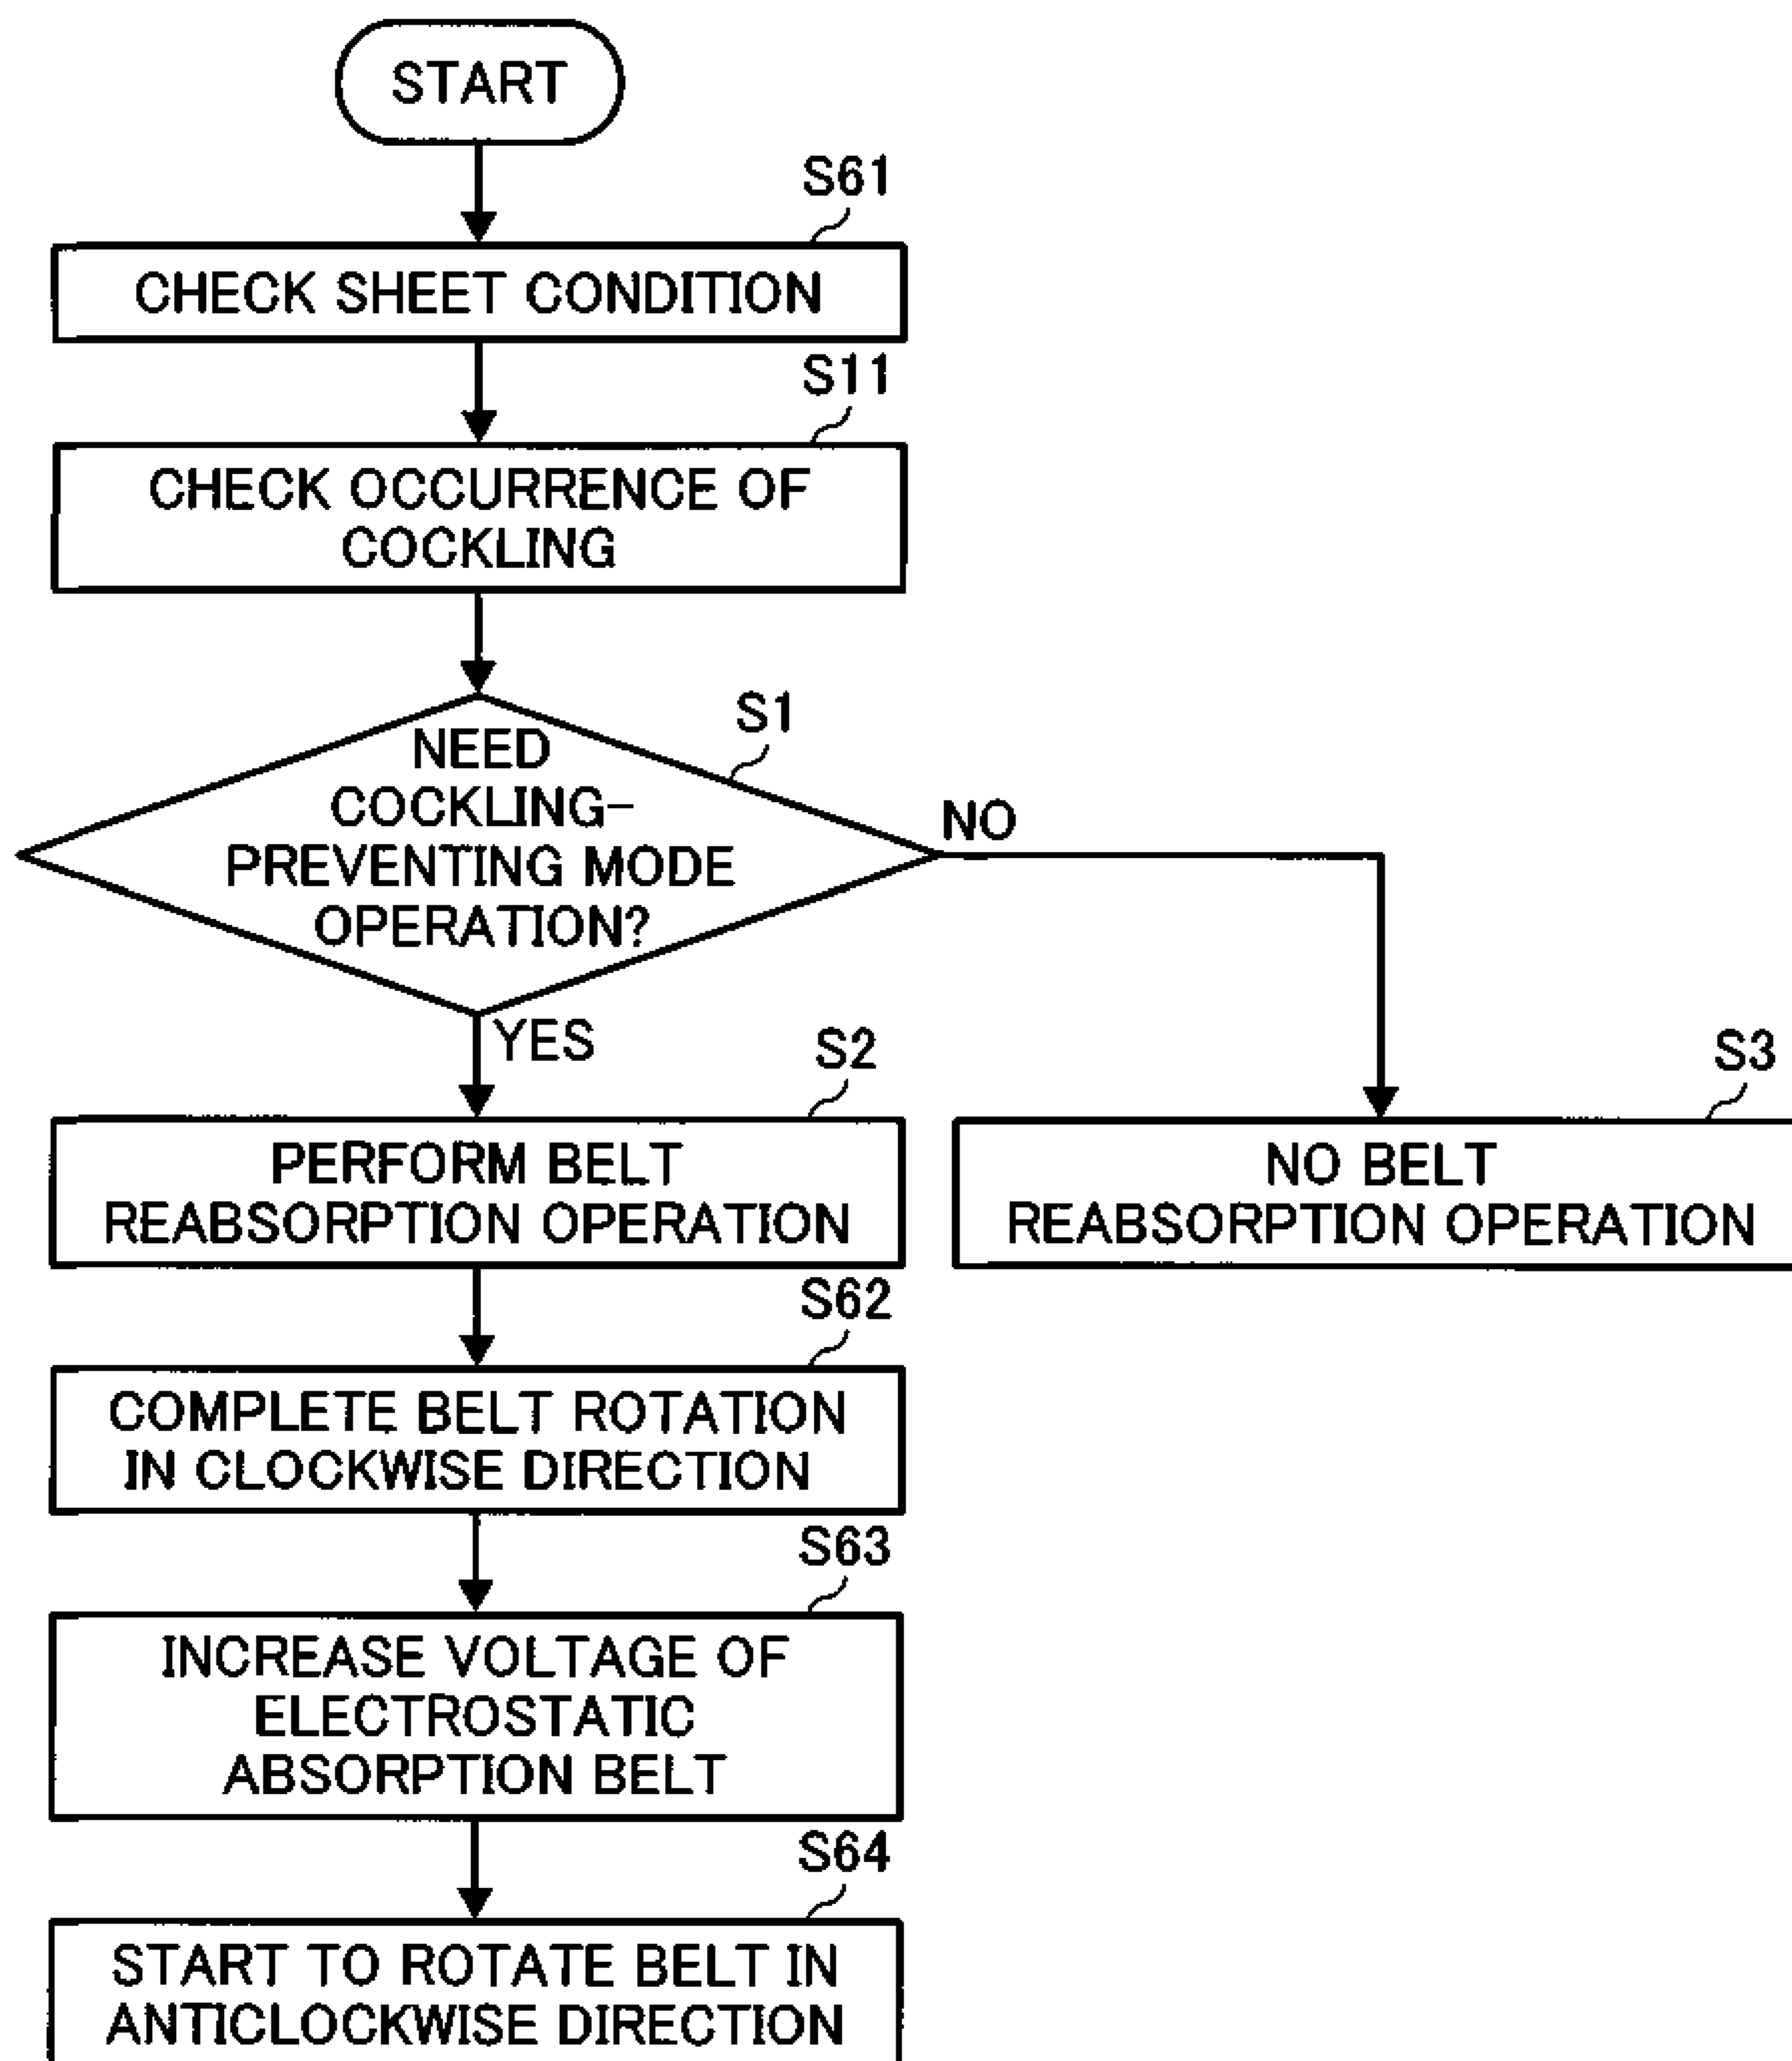 START
S61
CHECK SHEET CONDITION
S11
CHECK OCCURRENCE OF
COCKLING
S1
NEED
COCKLING-
PREVENTING MODE
OPERATION?
NO
YES
S2
PERFORM BELT
REABSORPTION OPERATION
S3
NO BELT
REABSORPTION OPERATION
S62
COMPLETE BELT ROTATION
IN CLOCKWISE DIRECTION
S63
INCREASE VOLTAGE OF
ELECTROSTATIC
ABSORPTION BELT
S64
START TO ROTATE BELT IN
ANTICLOCKWISE DIRECTION